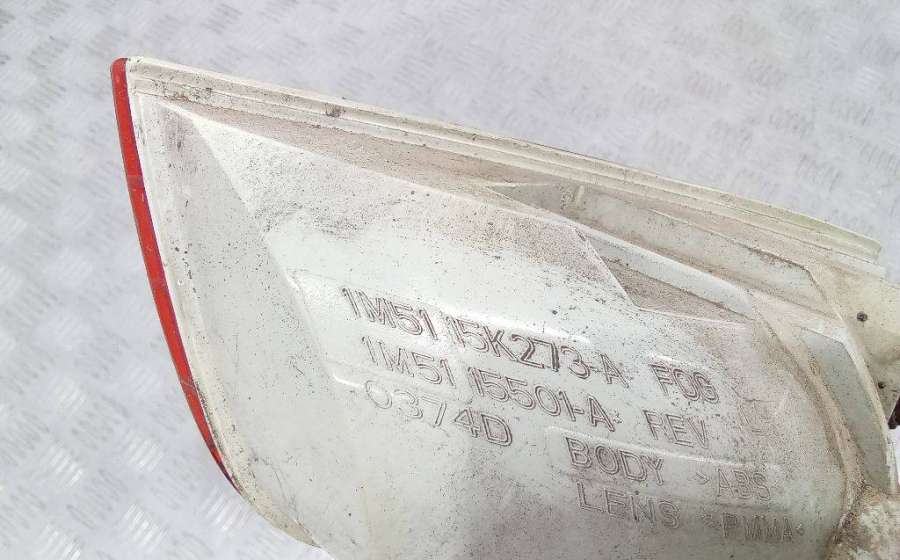 1M51 15K273-A FOG
1M51 15501-A REV
0374D BODY >ABS
LENS >PMMA<